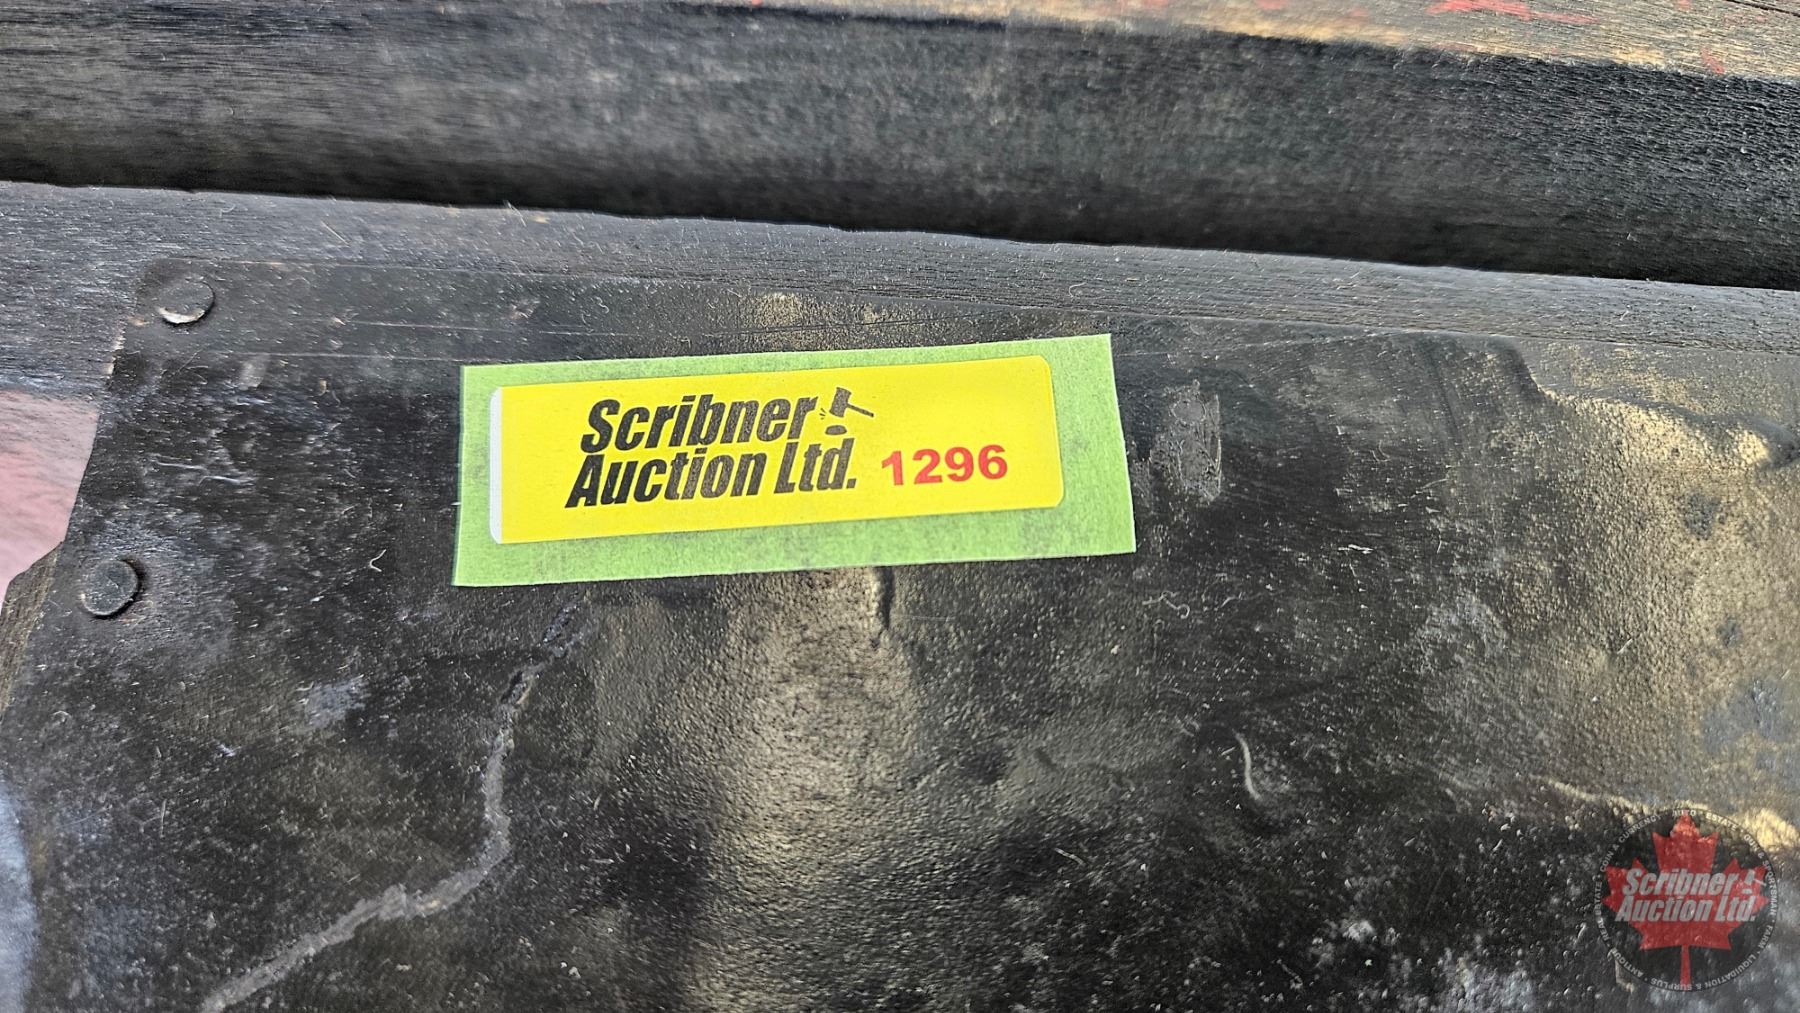 Scribner
Auction Ltd. 1296
Scribner
Auction Ltd